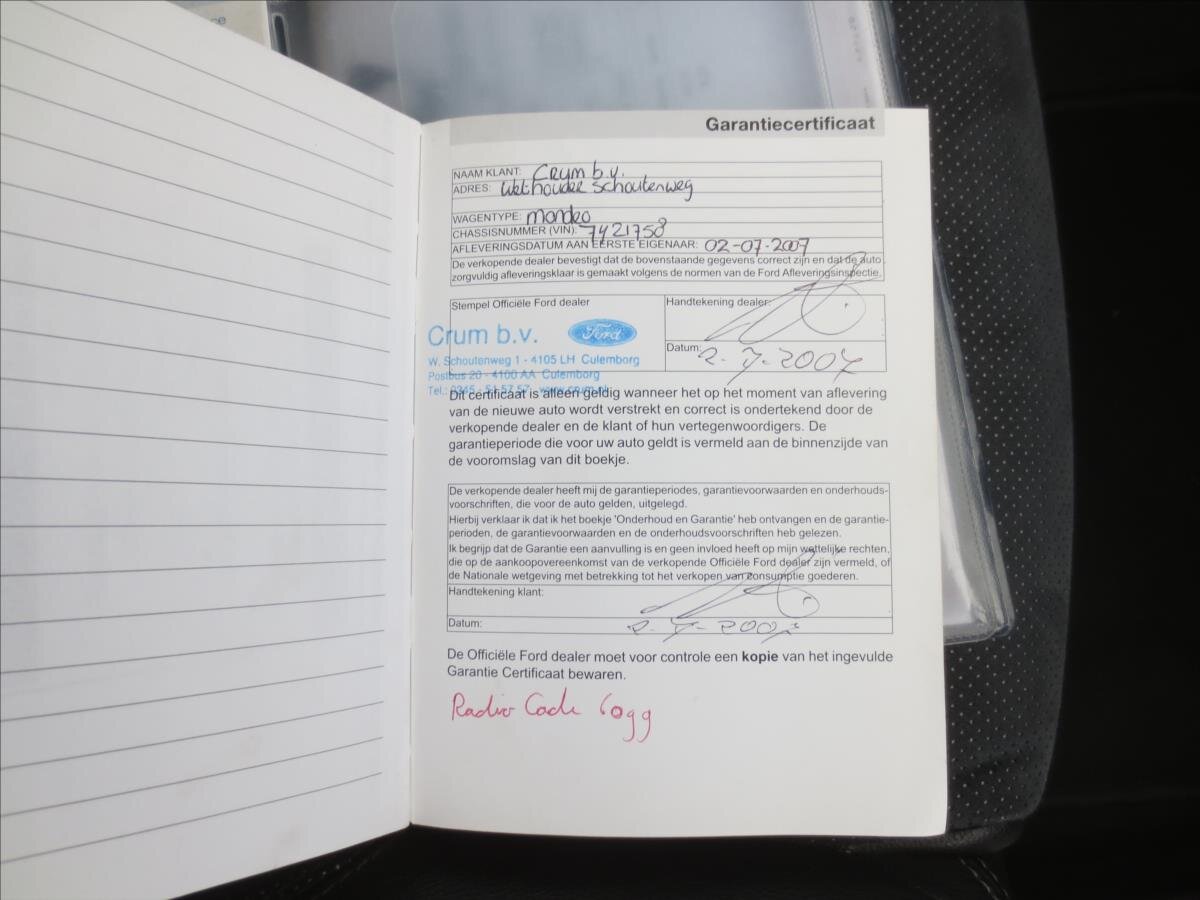 ce
Garantiecertificaat
NAAM KLANT: Crum b.v.
ADRES: Wethouder Schoutenweg
WAGENTYPE: mondeo
CHASSISNUMMER (VIN): 7Y21758
AFLEVERINGSDATUM AAN EERSTE EIGENAAR: 02-07-2007
De verkopende dealer bevestigt dat de bovenstaande gegevens correct zijn en dat de auto
zorgvuldig afleveringsklaar is gemaakt volgens de normen van de Ford Afleveringsinspectie.
Stempel Officiële Ford dealer
Handtekening dealer:
Crum b.v. Ford
W. Schoutenweg 1 - 4105 LH Culemborg
Postbus 20 - 4100 AA Culemborg
Tel.: 0345 - 51 57 57
Datum: 2-7-2007
Dit certificaat is alleen geldig wanneer het op het moment van aflevering
van de nieuwe auto wordt verstrekt en correct is ondertekend door de
verkopende dealer en de klant of hun vertegenwoordigers. De
garantieperiode die voor uw auto geldt is vermeld aan de binnenzijde van
de vooromslag van dit boekje.
De verkopende dealer heeft mij de garantieperiodes, garantievoorwaarden en onderhouds-
voorschriften, die voor de auto gelden, uitgelegd.
Hierbij verklaar ik dat ik het boekje 'Onderhoud en Garantie' heb ontvangen en de garantie-
perioden, de garantievoorwaarden en de onderhoudsvoorschriften heb gelezen.
Ik begrijp dat de Garantie een aanvulling is en geen invloed heeft op mijn wettelijke rechten,
die op de aankoopovereenkomst van de verkopende Officiële Ford dealer zijn vermeld, of
de Nationale wetgeving met betrekking tot het verkopen van consumptie goederen.
Handtekening klant:
Datum: 2-7-2007
De Officiële Ford dealer moet voor controle een kopie van het ingevulde
Garantie Certificaat bewaren.
Radio Code 6099